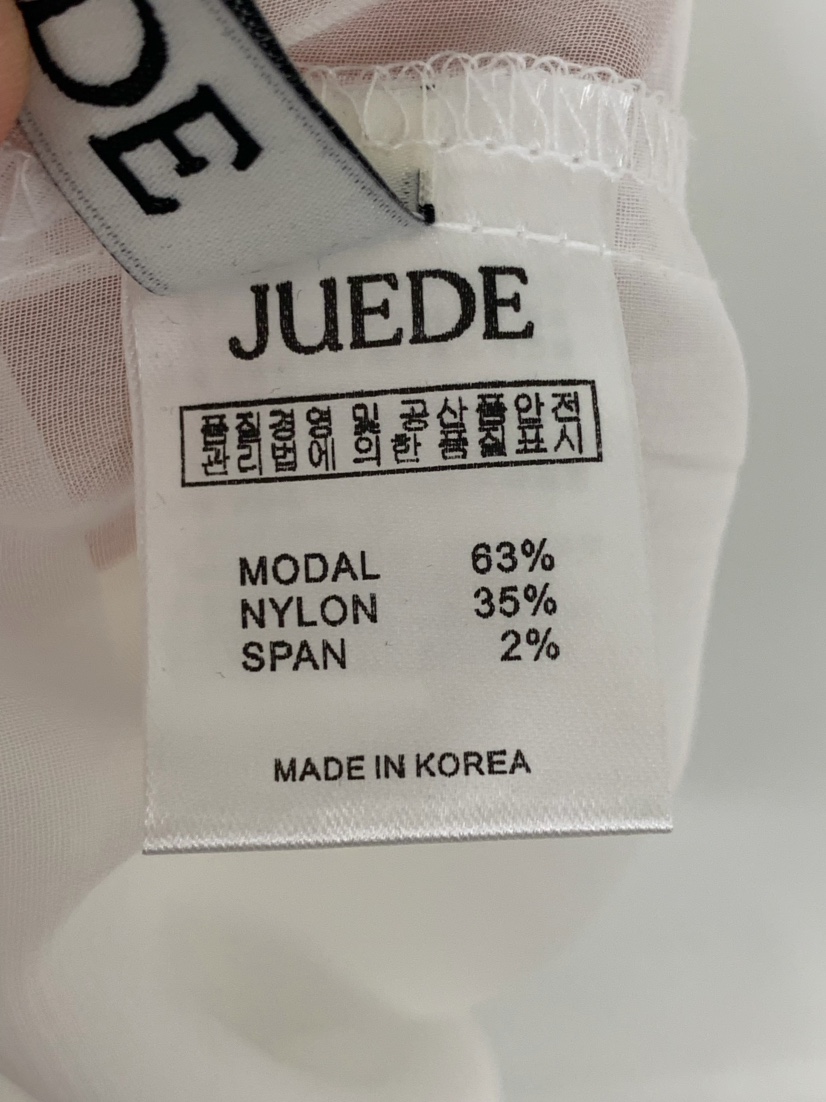 DE
JUEDE
품질경영 및 공산품안전
관리법에 의한 품질표시
MODAL 63%
NYLON 35%
SPAN 2%
MADE IN KOREA